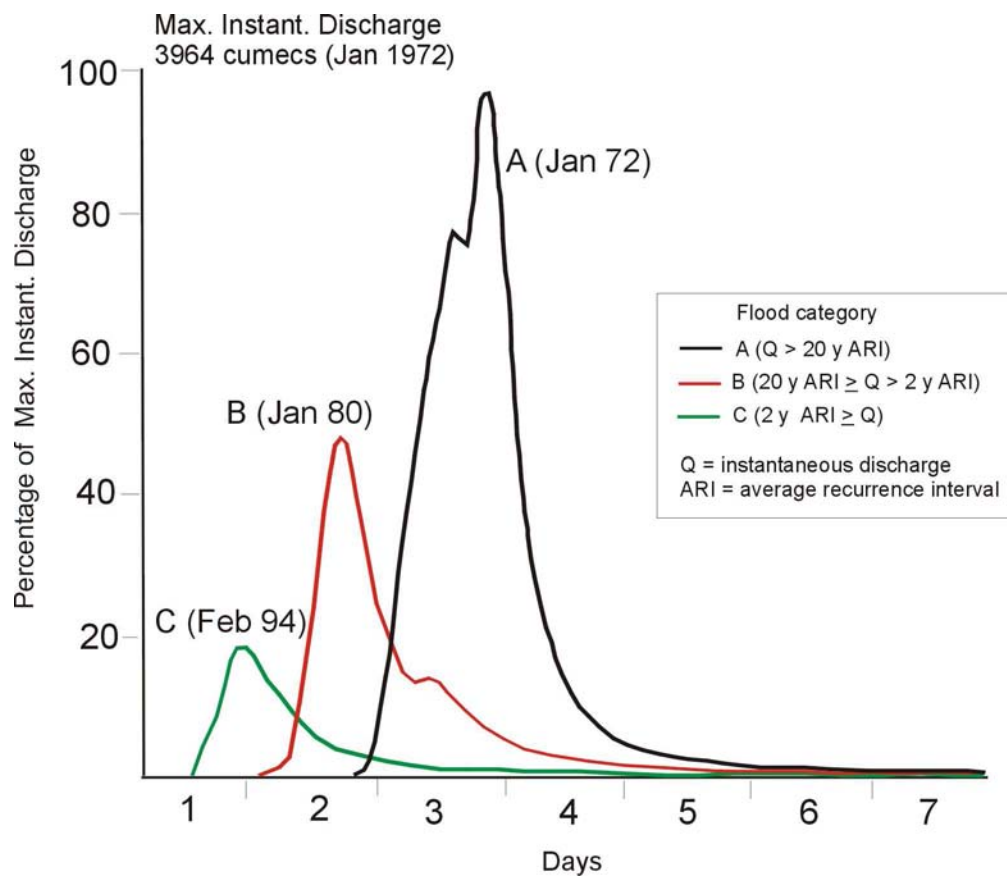 Max. Instant. Discharge
3964 cumecs (Jan 1972)
Percentage of Max. Instant. Discharge
100
80
60
40
20
A (Jan 72)
B (Jan 80)
C (Feb 94)
Flood category
A (Q > 20 y ARI)
B (20 y ARI ≥ Q > 2 y ARI)
C (2 y ARI ≥ Q)
Q = instantaneous discharge
ARI = average recurrence interval
1 2 3 4 5 6 7
Days